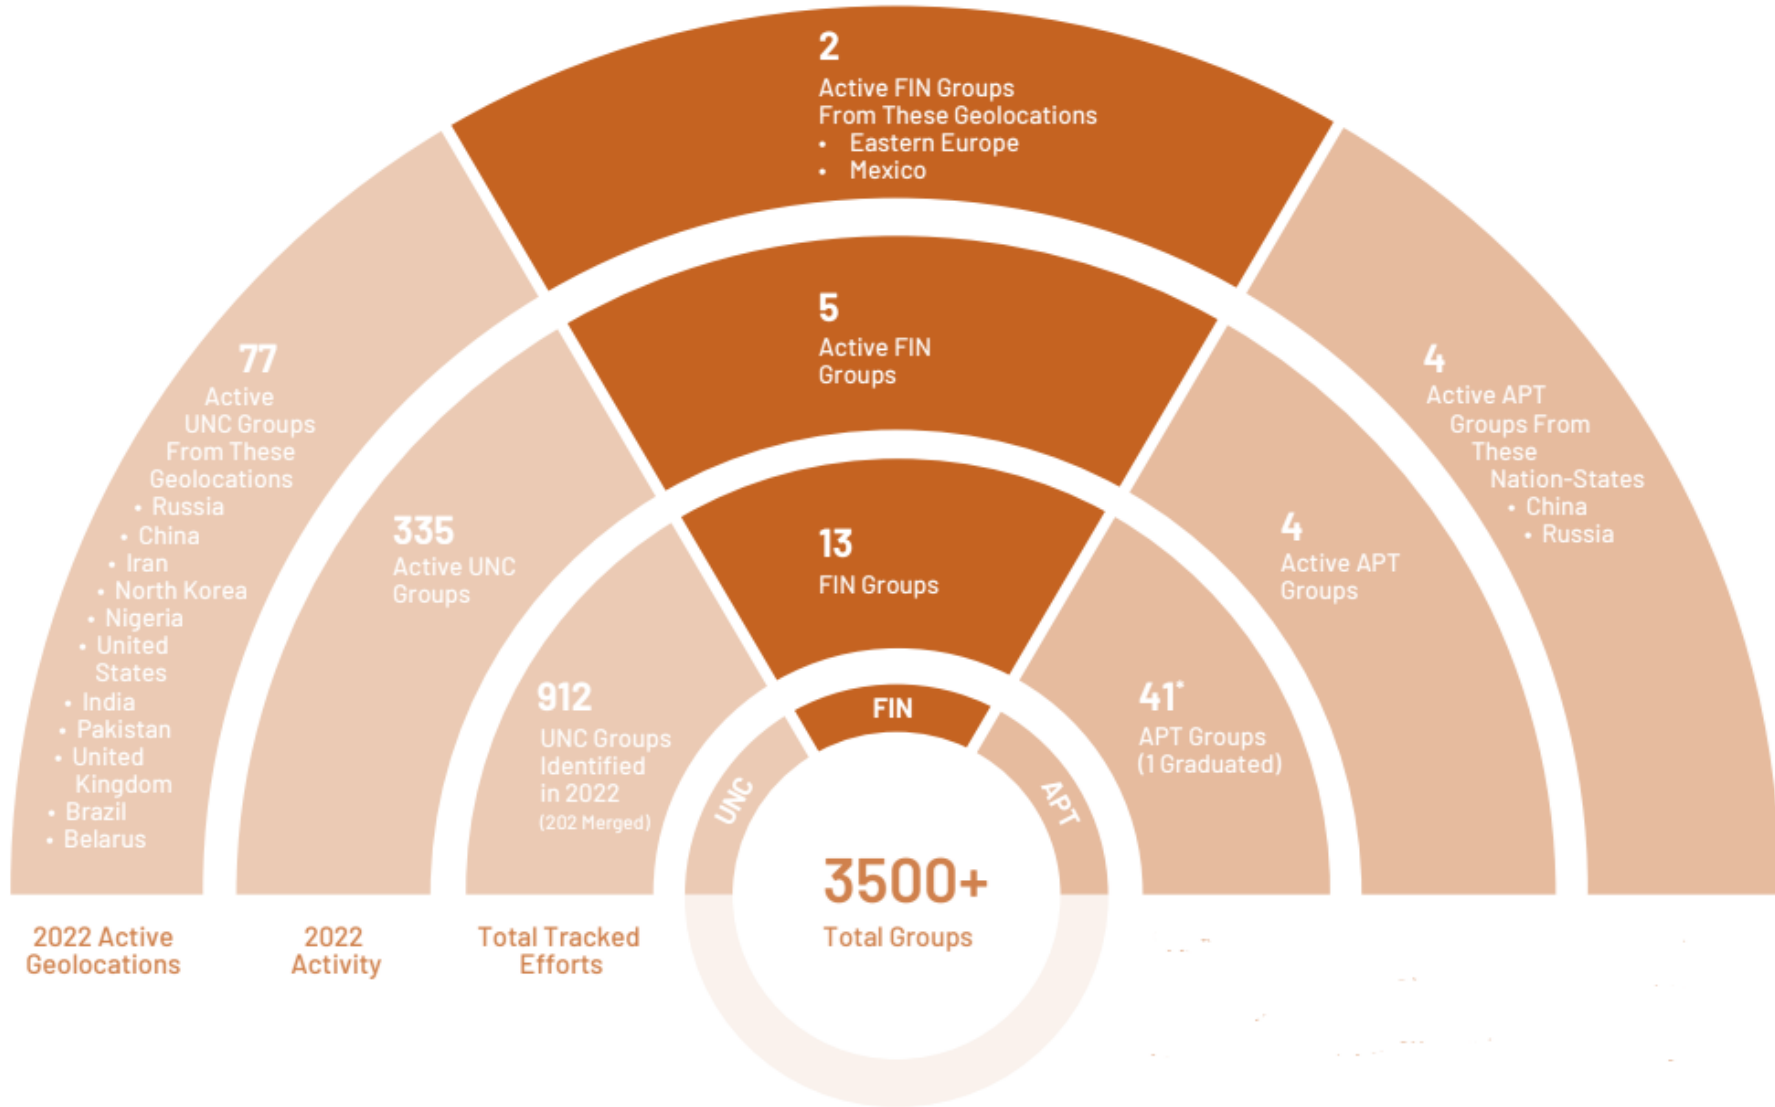 2
Active FIN Groups
From These Geolocations
• Eastern Europe
• Mexico
5
Active FIN
Groups
13
FIN Groups
FIN
77
Active
UNC Groups
From These
Geolocations
• Russia
• China
• Iran
• North Korea
• Nigeria
• United
States
• India
• Pakistan
• United
Kingdom
• Brazil
• Belarus
335
Active UNC
Groups
912
UNC Groups
Identified
in 2022
(202 Merged)
UNC
4
Active APT
Groups From
These
Nation-States
• China
• Russia
4
Active APT
Groups
41*
APT Groups
(1 Graduated)
APT
3500+
Total Groups
2022 Active
Geolocations
2022
Activity
Total Tracked
Efforts